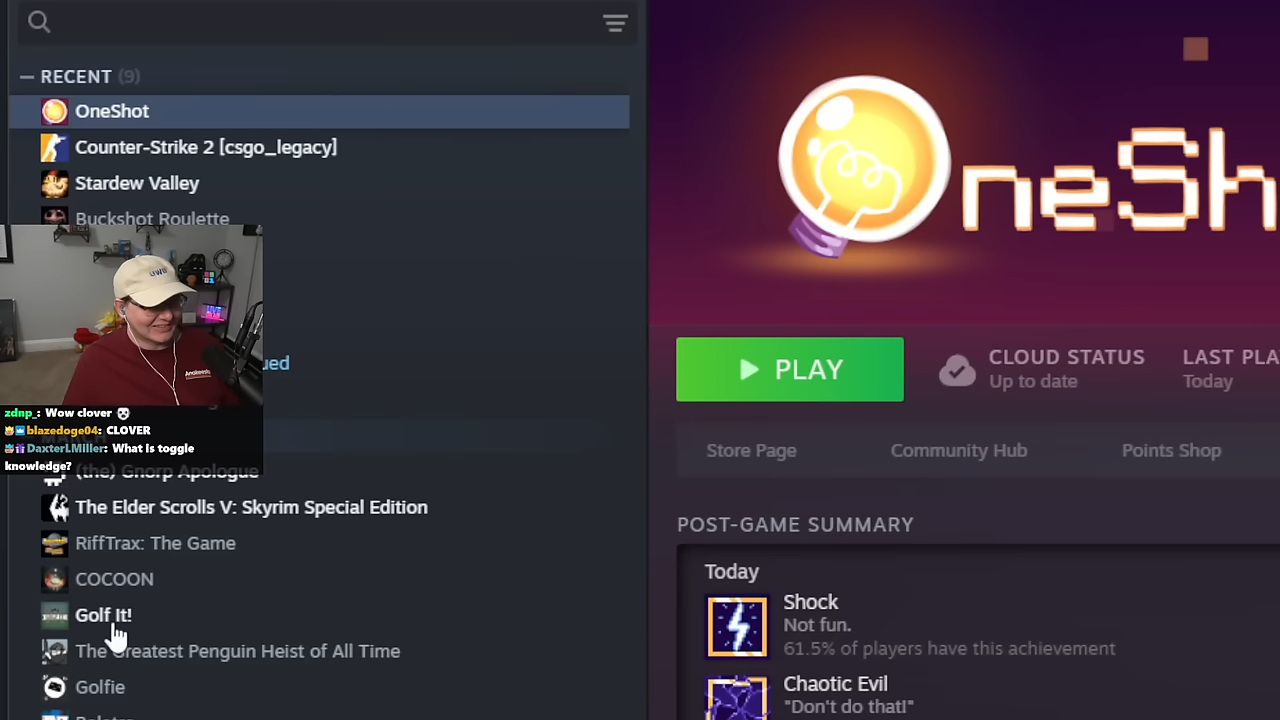 RECENT (9)
OneShot
Counter-Strike 2 [csgo_legacy]
Stardew Valley
Buckshot Roulette
ued
zdnp_: Wow clover
blazedoge04: CLOVER
DaxterLMiller: What is toggle
knowledge?
(the) Gnorp Apologue
The Elder Scrolls V: Skyrim Special Edition
RiffTrax: The Game
COCOON
Golf It!
The Greatest Penguin Heist of All Time
Golfie
neSh
PLAY
CLOUD STATUS
Up to date
LAST PLA
Today
Store Page
Community Hub
Points Shop
POST-GAME SUMMARY
Today
Shock
Not fun.
61.5% of players have this achievement
Chaotic Evil
"Don't do that!"